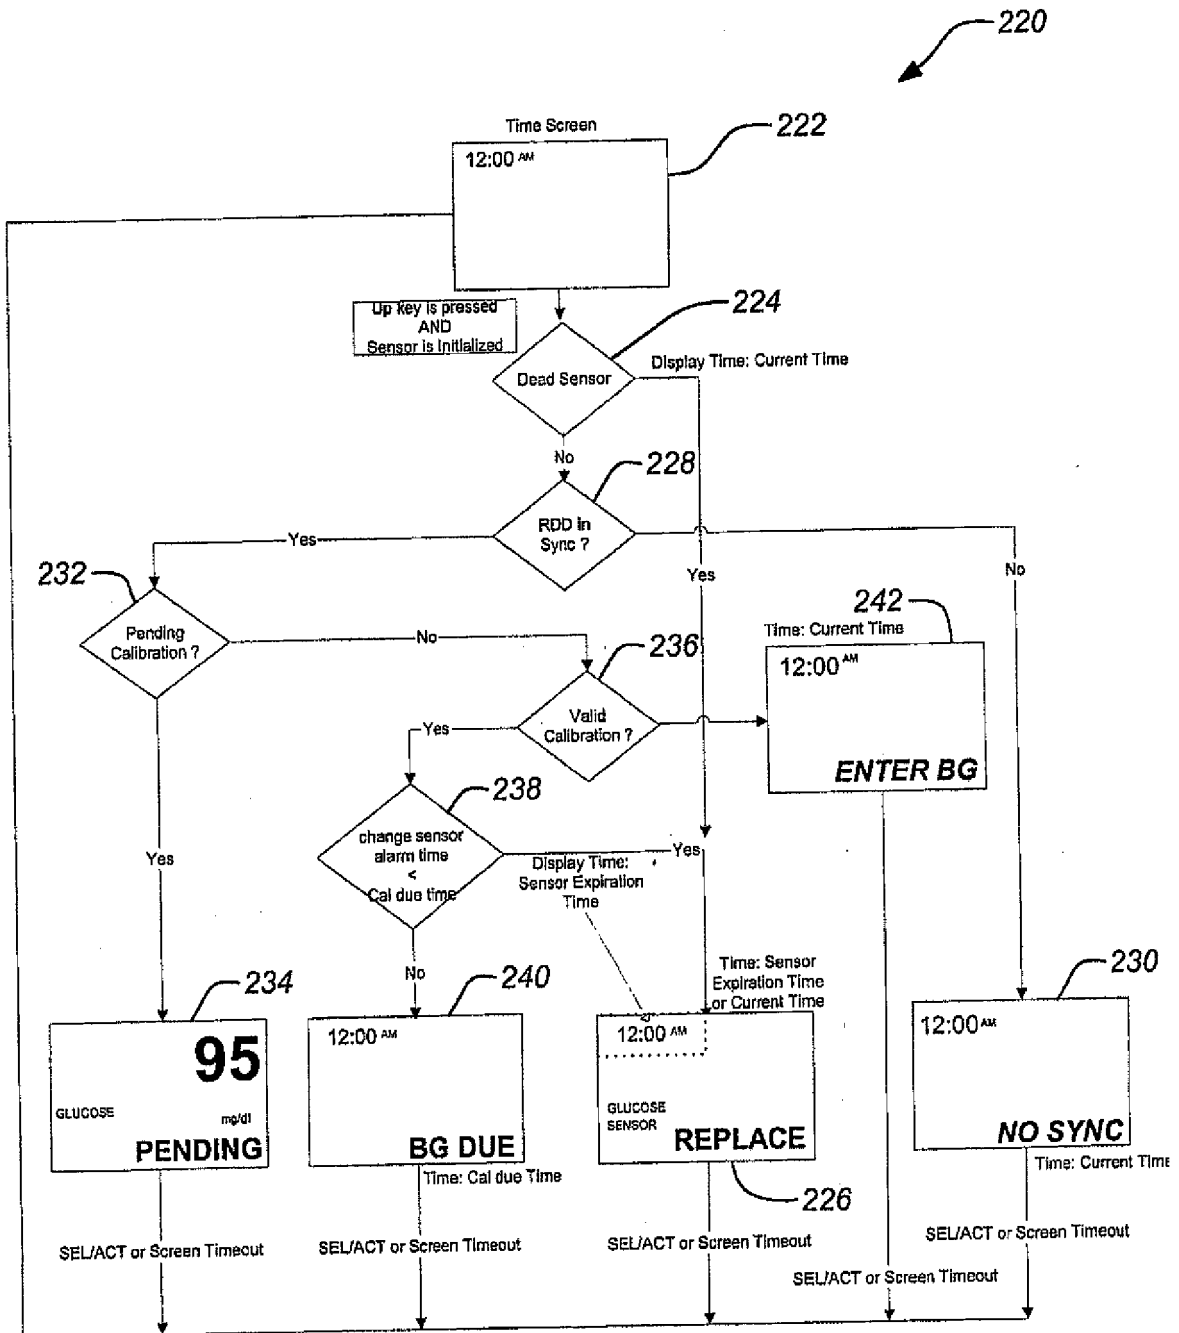 220
Time Screen
222
12:00 AM
Up key is pressed
AND
Sensor is Initialized
224
Dead Sensor
Display Time: Current Time
No
228
RDD in
Sync ?
Yes
No
Yes
232
Pending
Calibration ?
No
236
Valid
Calibration ?
242
Time: Current Time
12:00 AM
ENTER BG
Yes
238
change sensor
alarm time
<
Cal due time
Yes
Yes
Display Time:
Sensor Expiration
Time
No
Time: Sensor
Expiration Time
or Current Time
234
95
GLUCOSE
mg/dl
PENDING
240
12:00 AM
BG DUE
Time: Cal due Time
12:00 AM
GLUCOSE
SENSOR
REPLACE
226
230
12:00 AM
NO SYNC
Time: Current Time
SEL/ACT or Screen Timeout
SEL/ACT or Screen Timeout
SEL/ACT or Screen Timeout
SEL/ACT or Screen Timeout
SEL/ACT or Screen Timeout